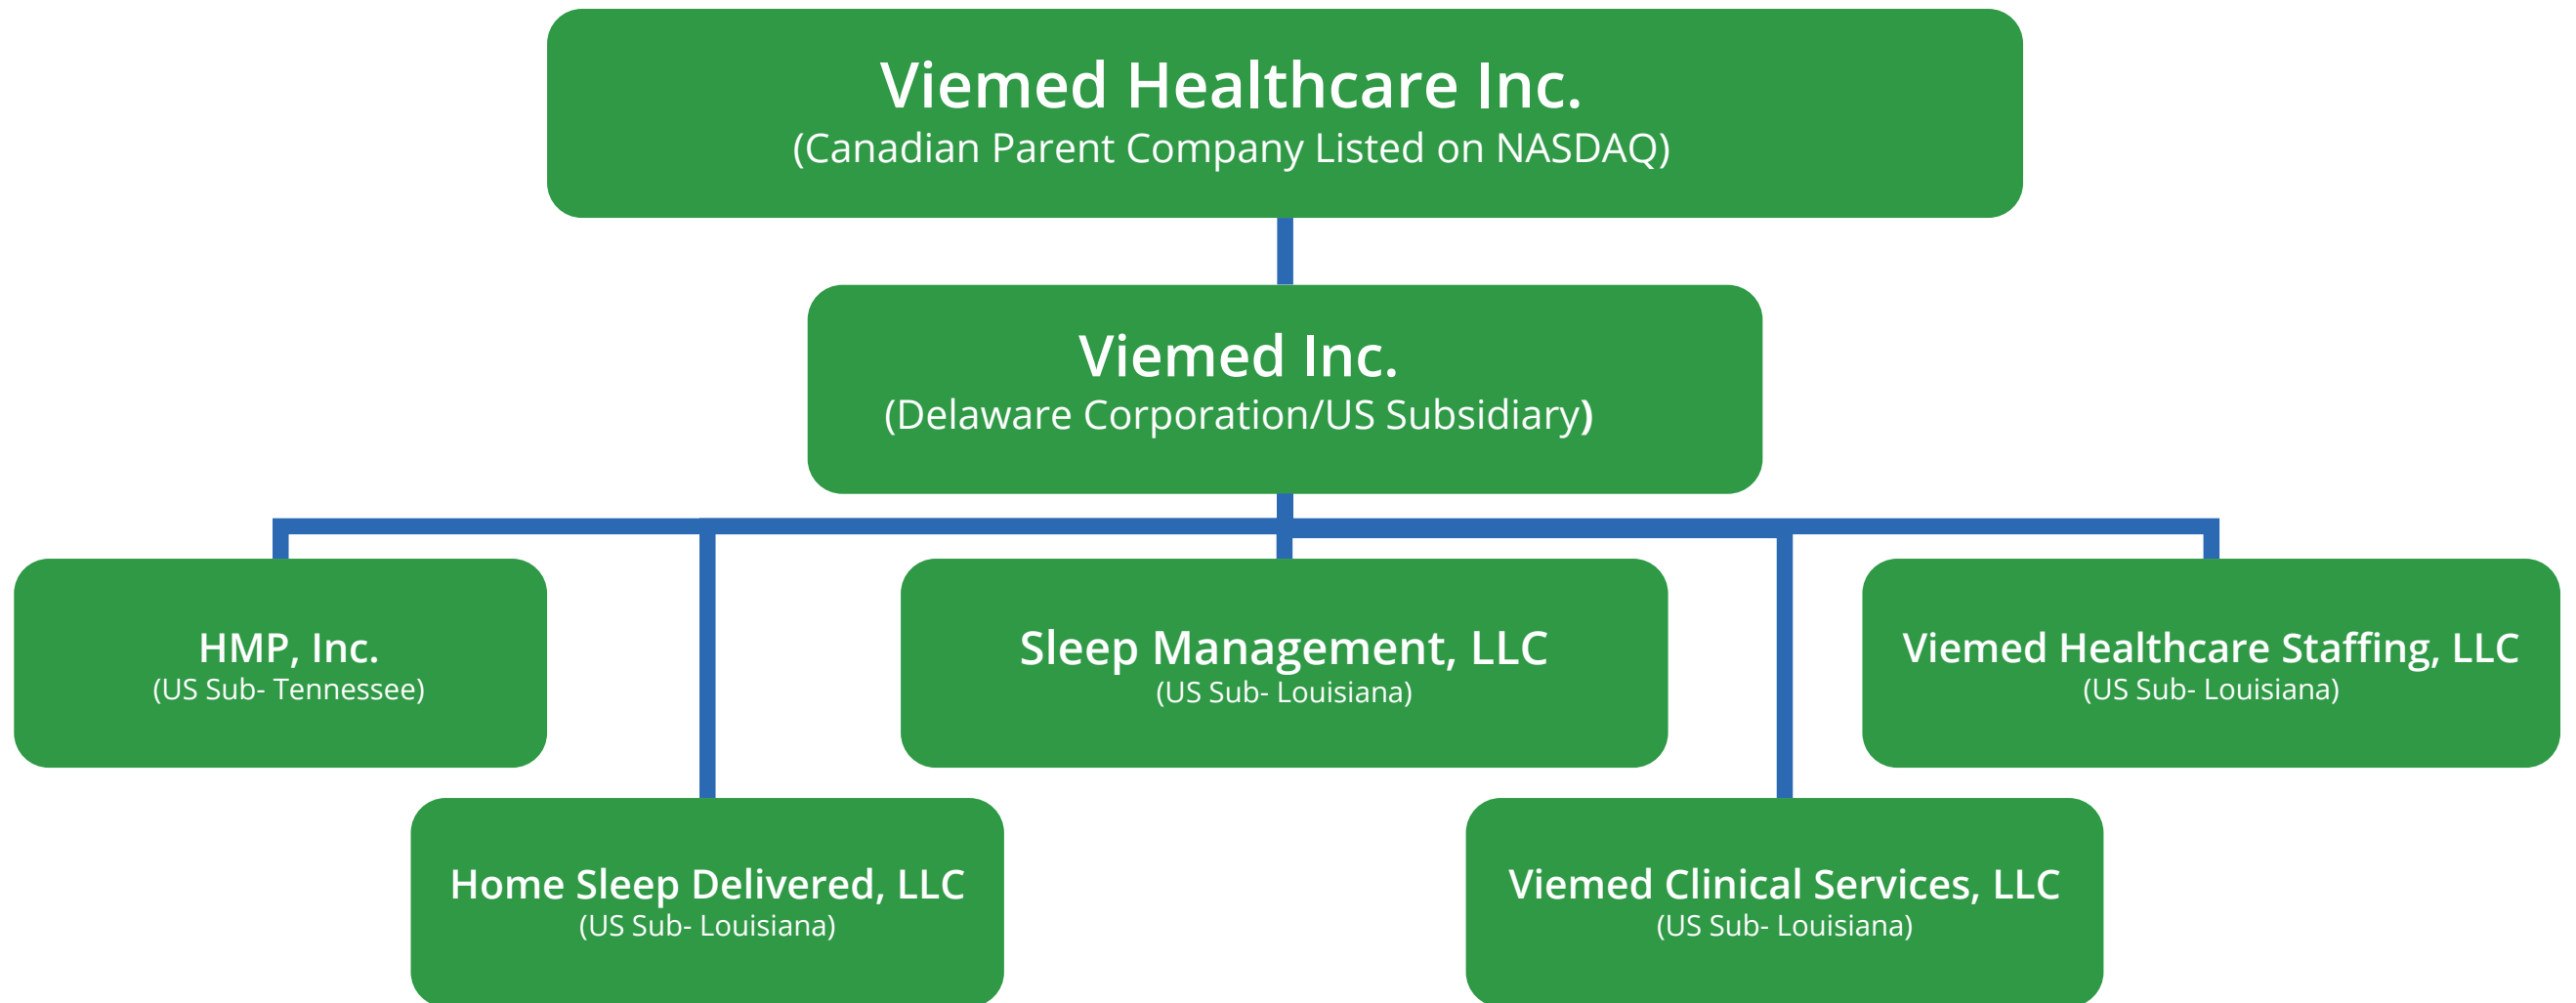 Viemed Healthcare Inc.
(Canadian Parent Company Listed on NASDAQ)
Viemed Inc.
(Delaware Corporation/US Subsidiary)
HMP, Inc.
(US Sub- Tennessee)
Sleep Management, LLC
(US Sub- Louisiana)
Viemed Healthcare Staffing, LLC
(US Sub- Louisiana)
Home Sleep Delivered, LLC
(US Sub- Louisiana)
Viemed Clinical Services, LLC
(US Sub- Louisiana)